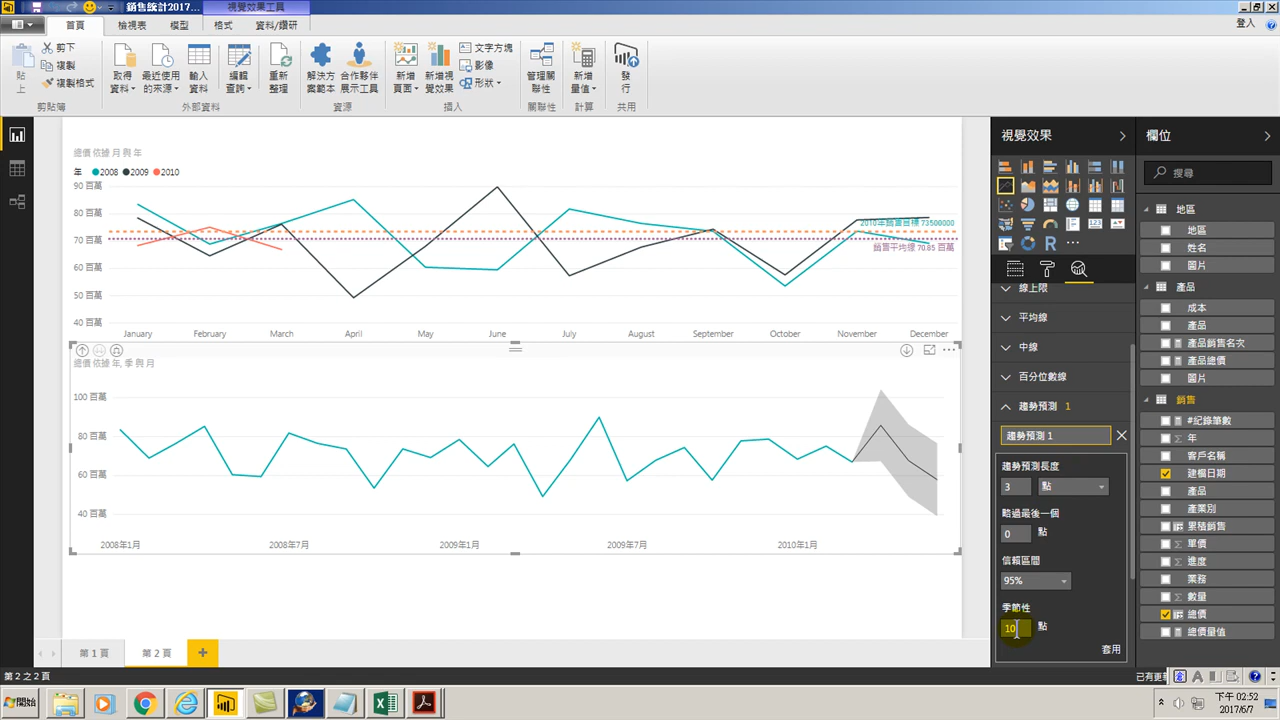 銷售統計2017...
視覺效果工具
首頁
檢視表
模型
格式
資料/鑽研
登入
貼上
剪下
複製
複製格式
取得資料
最近使用的來源
輸入資料
編輯查詢
重新整理
解決方案範本
合作夥伴展示工具
新增頁面
新增視覺效果
文字方塊
影像
形狀
管理關聯性
新增量值
發行
剪貼簿
外部資料
資源
插入
關聯性
計算
共用
總價 依據 月 與 年
年 2008 2009 2010
90 百萬
80 百萬
70 百萬
60 百萬
50 百萬
40 百萬
2010年銷售目標 73500000
銷售平均標 70.85 百萬
January February March April May June July August September October November December
總價 依據 年, 季 與 月
100 百萬
80 百萬
60 百萬
40 百萬
2008年1月 2008年7月 2009年1月 2009年7月 2010年1月
視覺效果
R
線上限
平均線
中線
百分位數線
趨勢預測 1
趨勢預測 1
趨勢預測長度
3 點
略過最後一個
0 點
信賴區間
95%
季節性
10 點
套用
欄位
搜尋
地區
地區
姓名
圖片
產品
成本
產品
產品銷售名次
產品總價
圖片
銷售
#紀錄筆數
年
客戶名稱
建檔日期
產品
產業別
累積銷售
單價
進度
業務
數量
總價
總價量值
第 1 頁
第 2 頁
第 2 之 2 頁
已有更新
開始
下午 02:52
2017/6/7